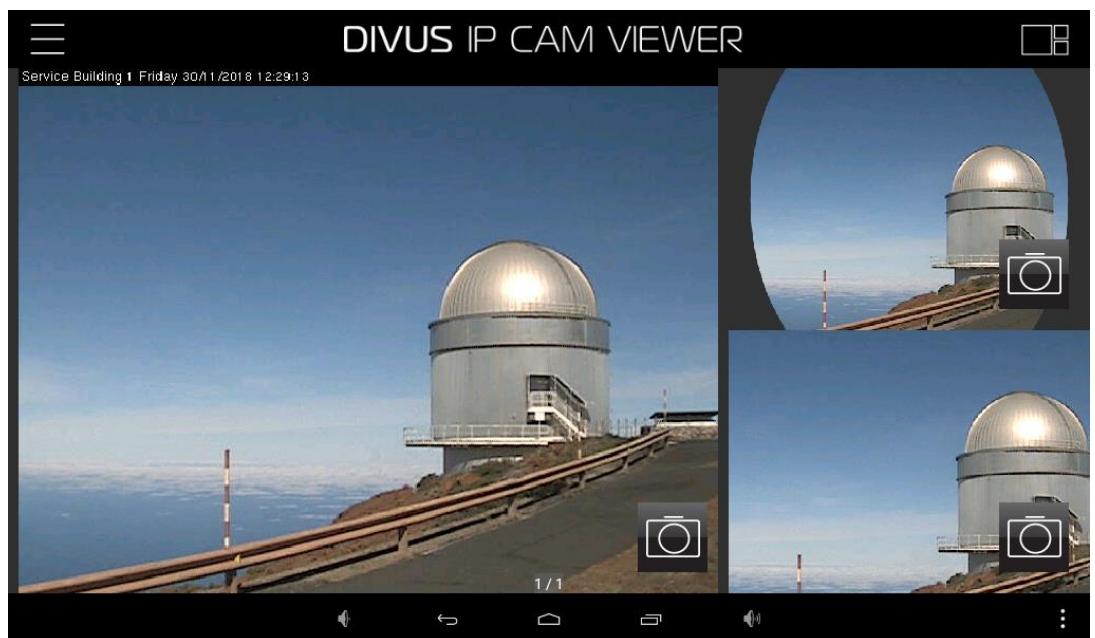 DIVUS IP CAM VIEWER
Service Building 1 Friday 30/11/2018 12:29:13
1/1